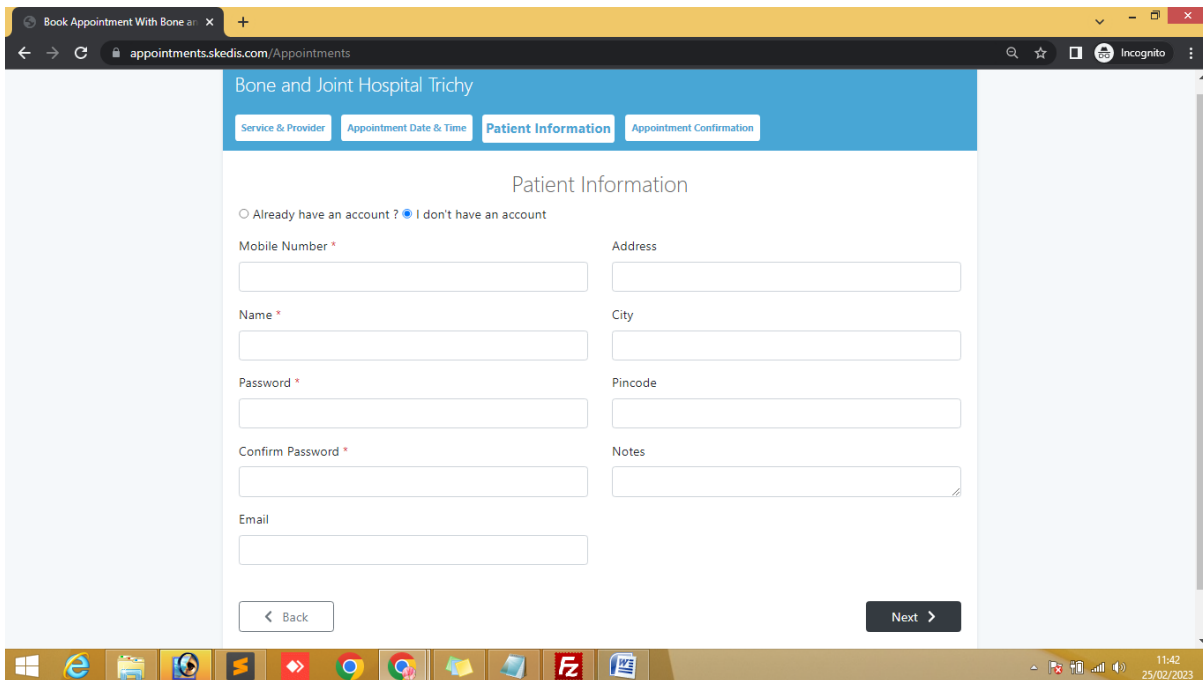 Book Appointment With Bone an
appointments.skedis.com/Appointments
Incognito
Bone and Joint Hospital Trichy
Service & Provider Appointment Date & Time Patient Information Appointment Confirmation
Patient Information
Already have an account ? I don't have an account
Mobile Number * Address
Name * City
Password * Pincode
Confirm Password * Notes
Email
Back Next
11:42
25/02/2023